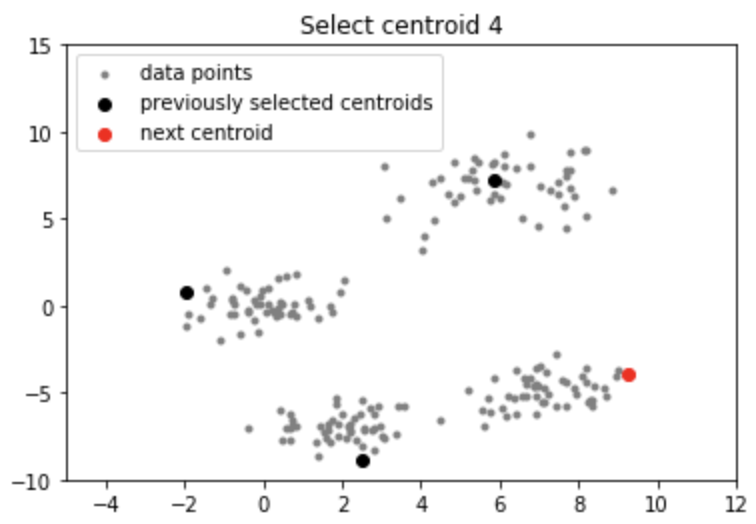 Select centroid 4
15
data points
previously selected centroids
next centroid
10
5
0
−5
−10
−4 −2 0 2 4 6 8 10 12